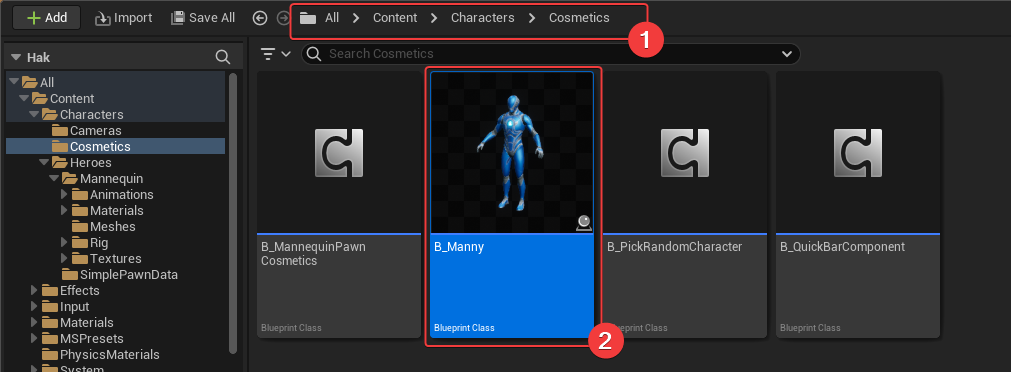 Add Import Save All All Content Characters Cosmetics
1
Hak
Search Cosmetics
All
Content
Characters
Cameras
Cosmetics
Heroes
Mannequin
Animations
Materials
Meshes
Rig
Textures
SimplePawnData
Effects
Input
Materials
MSPresets
PhysicsMaterials
System
B_MannequinPawn
Cosmetics
Blueprint Class
B_Manny
Blueprint Class
2
B_PickRandomCharacter
Blueprint Class
B_QuickBarComponent
Blueprint Class